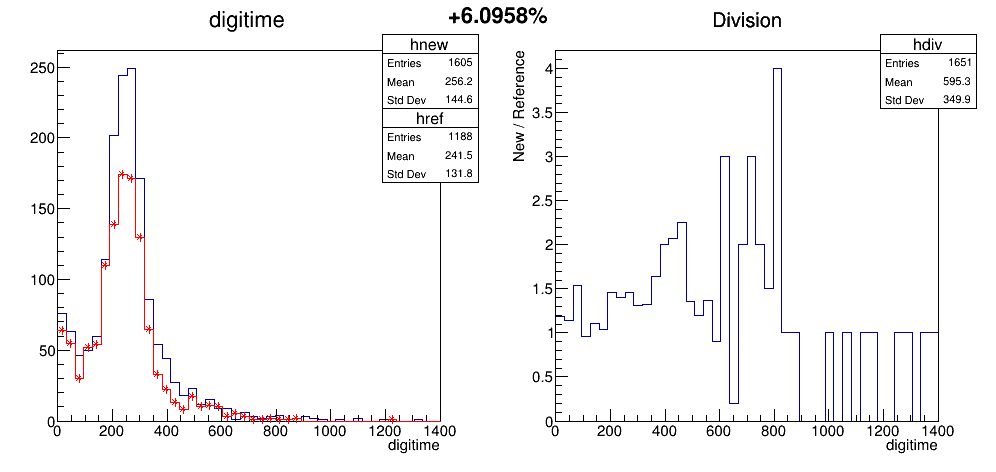 +6.0958%
digitime
hnew
Entries 1605
Mean 256.2
Std Dev 144.6
href
Entries 1188
Mean 241.5
Std Dev 131.8
250
200
150
100
50
0
0 200 400 600 800 1000 1200 1400
digitime
Division
hdiv
Entries 1651
Mean 595.3
Std Dev 349.9
New / Reference
4
3.5
3
2.5
2
1.5
1
0.5
0
0 200 400 600 800 1000 1200 1400
digitime